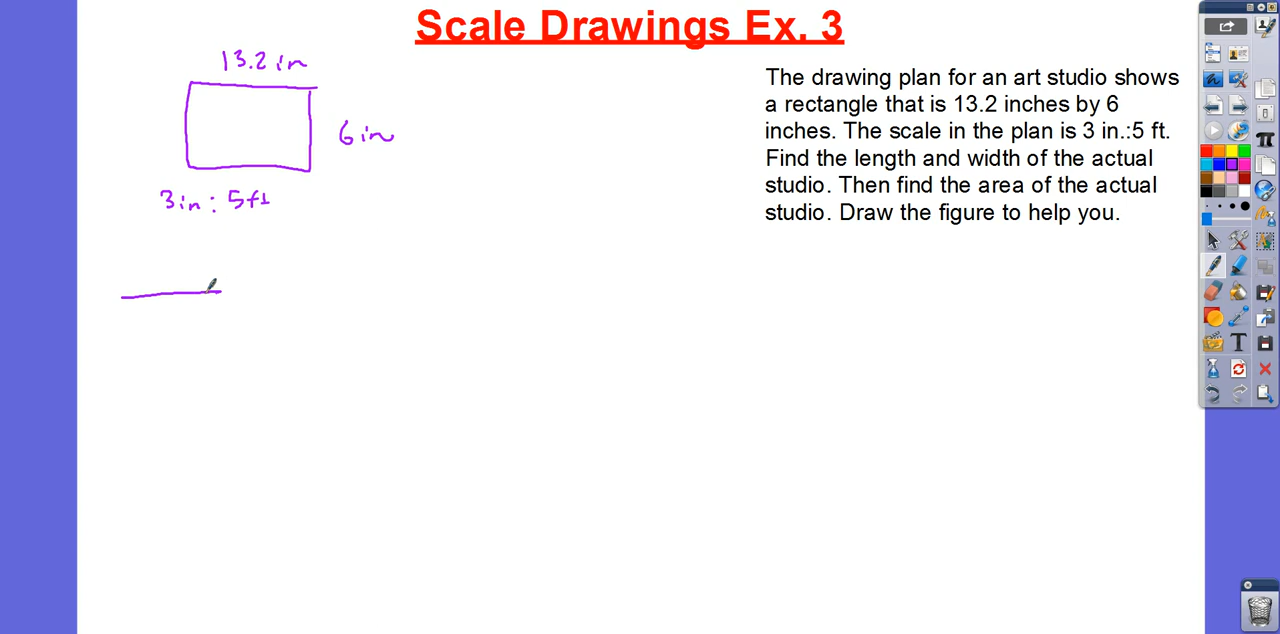 Scale Drawings Ex. 3
13.2 in
6 in
3 in : 5 ft
The drawing plan for an art studio shows
a rectangle that is 13.2 inches by 6
inches. The scale in the plan is 3 in.:5 ft.
Find the length and width of the actual
studio. Then find the area of the actual
studio. Draw the figure to help you.